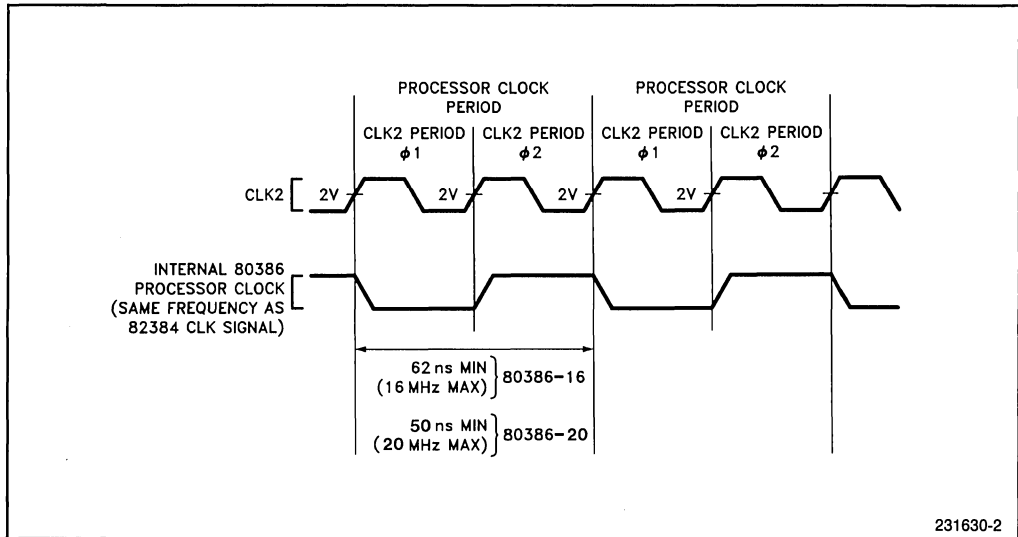 PROCESSOR CLOCK
PERIOD
PROCESSOR CLOCK
PERIOD
CLK2 PERIOD
φ1
CLK2 PERIOD
φ2
CLK2 PERIOD
φ1
CLK2 PERIOD
φ2
CLK2
2V
2V
2V
2V
INTERNAL 80386
PROCESSOR CLOCK
(SAME FREQUENCY AS
82384 CLK SIGNAL)
62 ns MIN
(16 MHz MAX)
80386-16
50 ns MIN
(20 MHz MAX)
80386-20
231630-2